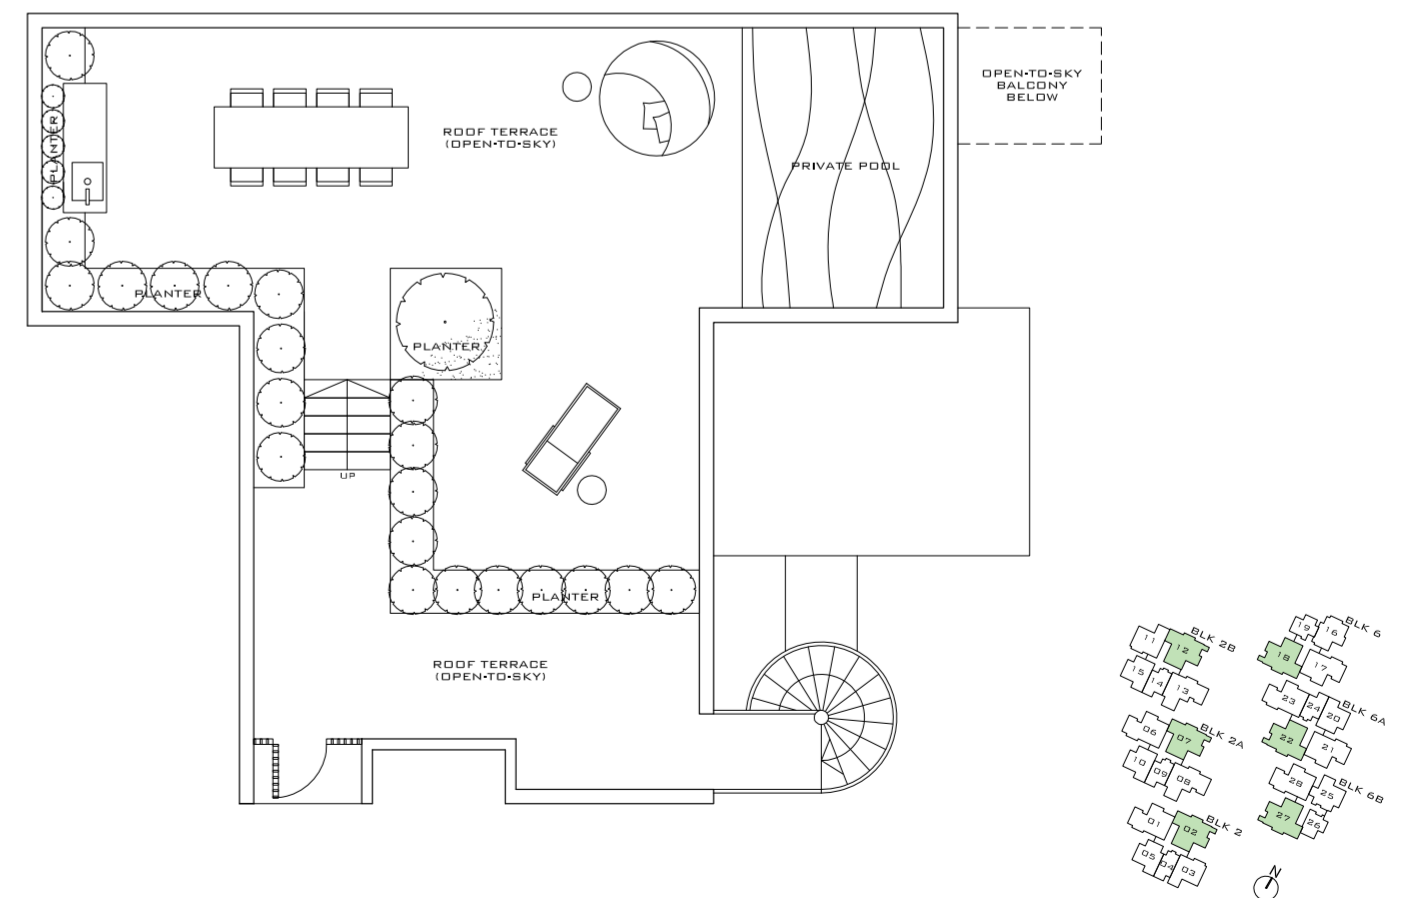 OPEN-TO-SKY
BALCONY
BELOW
ROOF TERRACE
(OPEN-TO-SKY)
PLANTER
PRIVATE POOL
PLANTER
PLANTER
UP
PLANTER
ROOF TERRACE
(OPEN-TO-SKY)
BLK 2B
11
12
15
14
13
BLK 2A
06
07
10
09
08
BLK 2
01
02
05
04
03
BLK 6
19
16
18
17
BLK 6A
23
24
20
22
21
BLK 6B
28
25
27
26
N